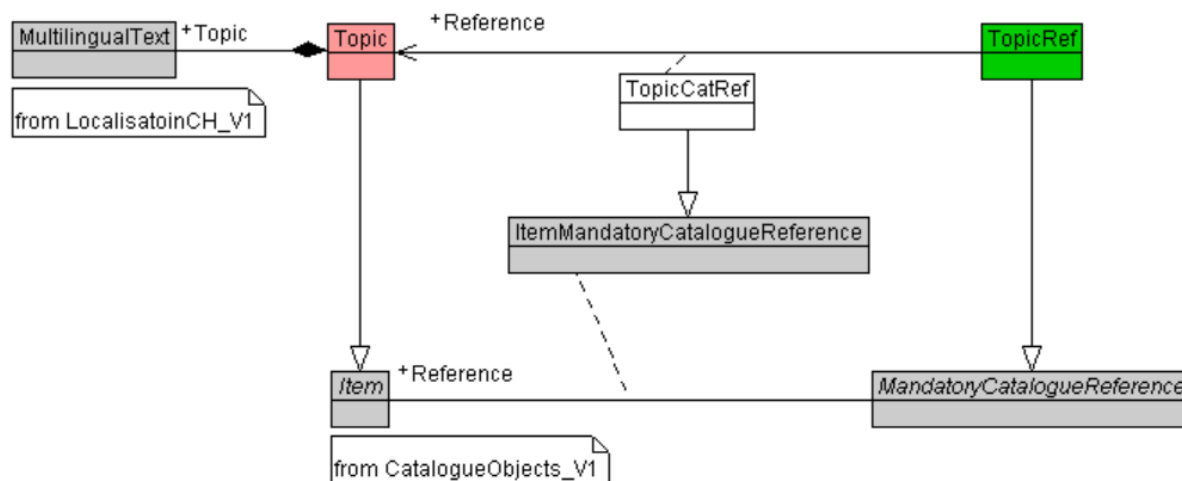 +Reference
MultilingualText +Topic Topic TopicRef
TopicCatRef
from LocalisatoinCH_V1
ItemMandatoryCatalogueReference
Item +Reference MandatoryCatalogueReference
from CatalogueObjects_V1